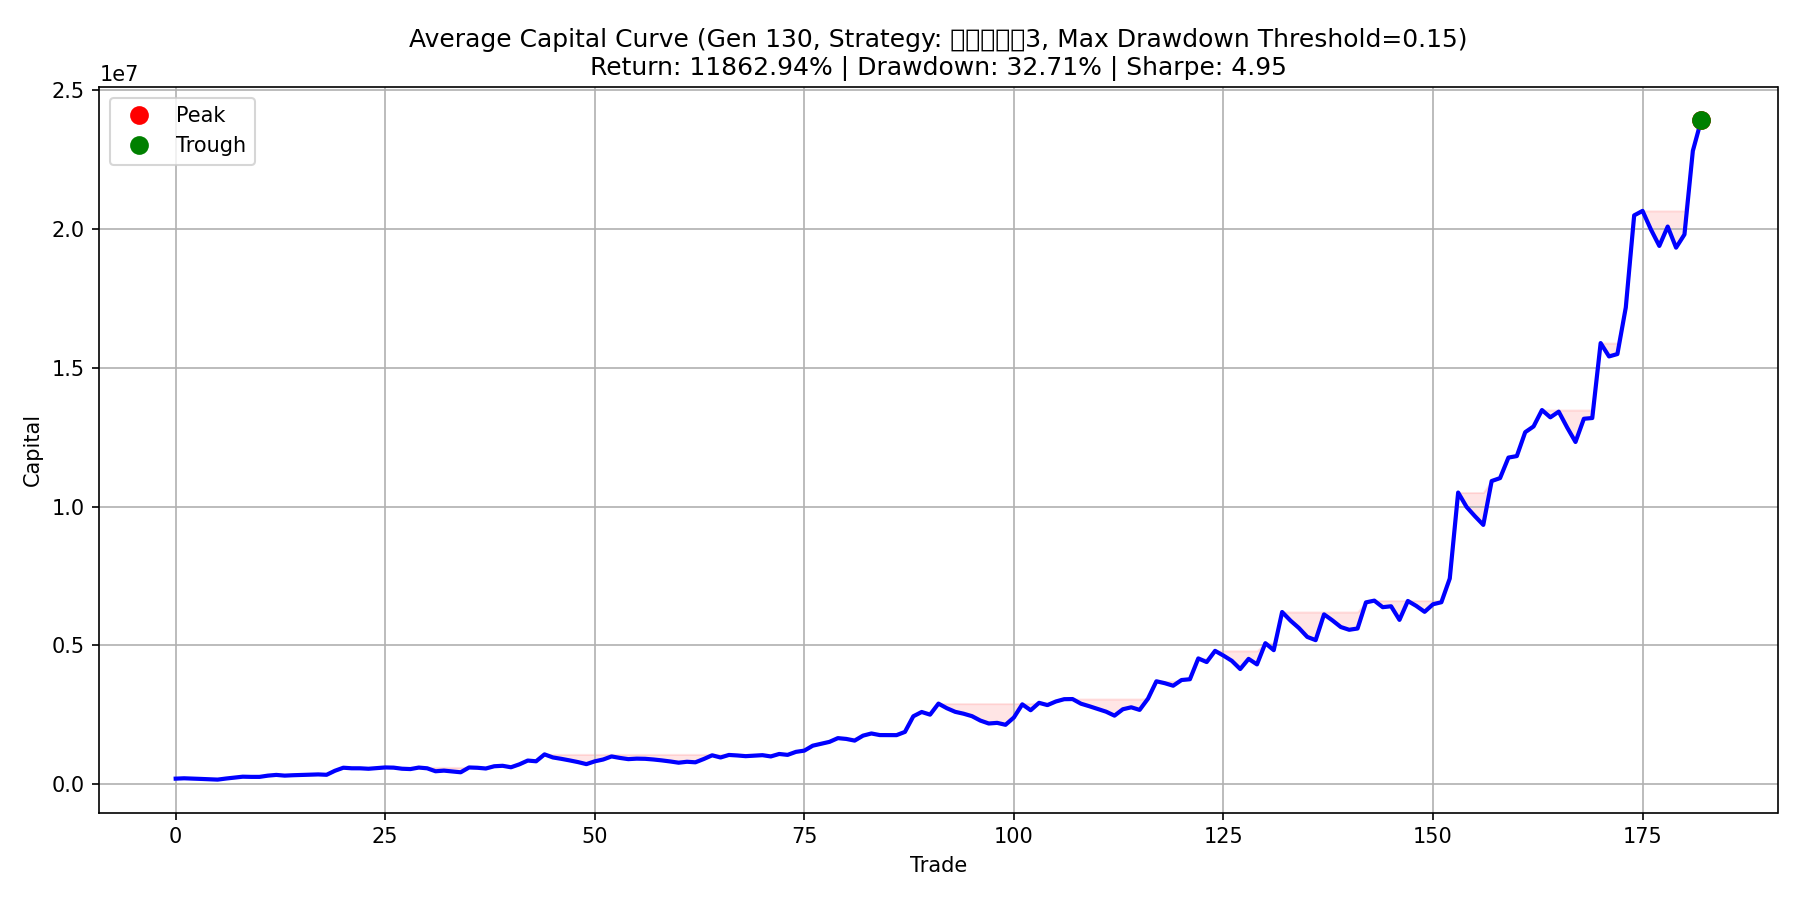 Average Capital Curve (Gen 130, Strategy: 3, Max Drawdown Threshold=0.15)
Return: 11862.94% | Drawdown: 32.71% | Sharpe: 4.95
1e7
2.5
2.0
1.5
1.0
0.5
0.0
Capital
Peak
Trough
0 25 50 75 100 125 150 175
Trade